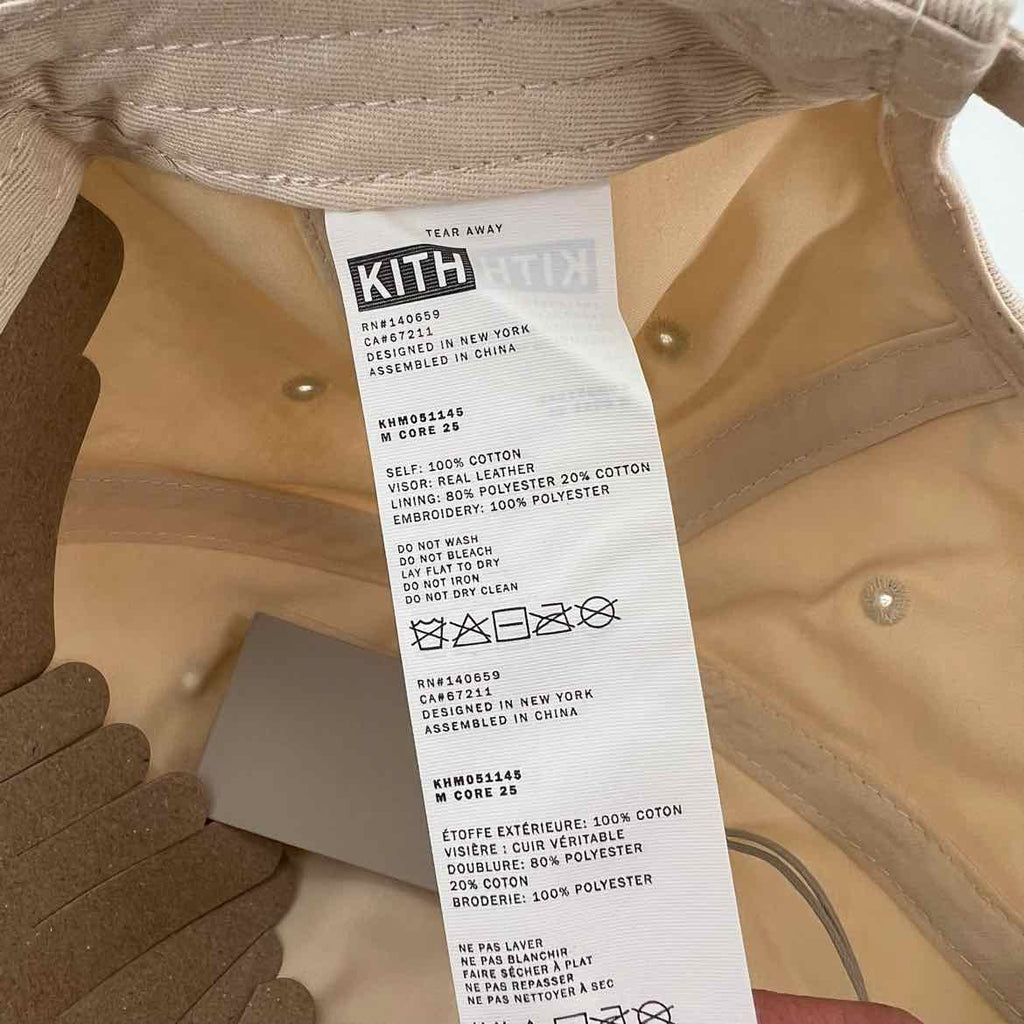 TEAR AWAY
KITH
RN#140659
CA#67211
DESIGNED IN NEW YORK
ASSEMBLED IN CHINA
KHM051145
M CORE 25
SELF: 100% COTTON
VISOR: REAL LEATHER
LINING: 80% POLYESTER 20% COTTON
EMBROIDERY: 100% POLYESTER
DO NOT WASH
DO NOT BLEACH
LAY FLAT TO DRY
DO NOT IRON
DO NOT DRY CLEAN
RN#140659
CA#67211
DESIGNED IN NEW YORK
ASSEMBLED IN CHINA
KHM051145
M CORE 25
ÉTOFFE EXTÉRIEURE: 100% COTON
VISIÈRE : CUIR VÉRITABLE
DOUBLURE: 80% POLYESTER
20% COTON
BRODERIE: 100% POLYESTER
NE PAS LAVER
NE PAS BLANCHIR
FAIRE SÉCHER À PLAT
NE PAS REPASSER
NE PAS NETTOYER À SEC